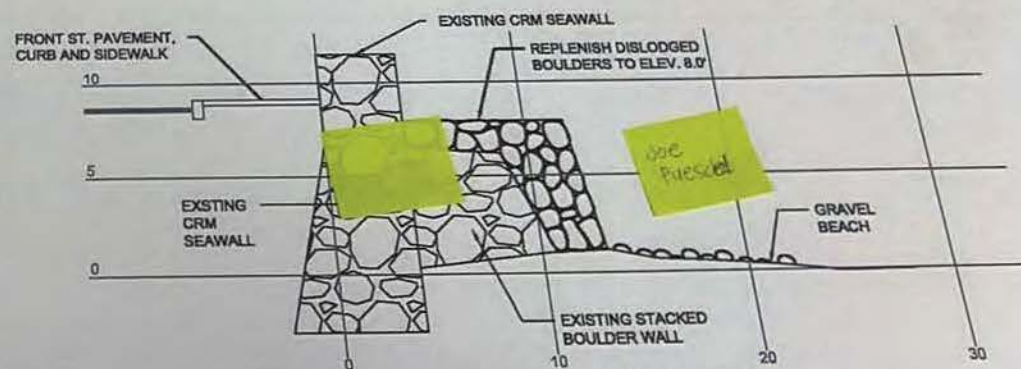 EXISTING CRM SEAWALL
FRONT ST. PAVEMENT,
CURB AND SIDEWALK
REPLENISH DISLODGED
BOULDERS TO ELEV. 8.0'
10
5
Joe
EXSTING
CRM
SEAWALL
GRAVEL
BEACH
0
EXISTING STACKED
BOULDER WALL
0
10
20
30